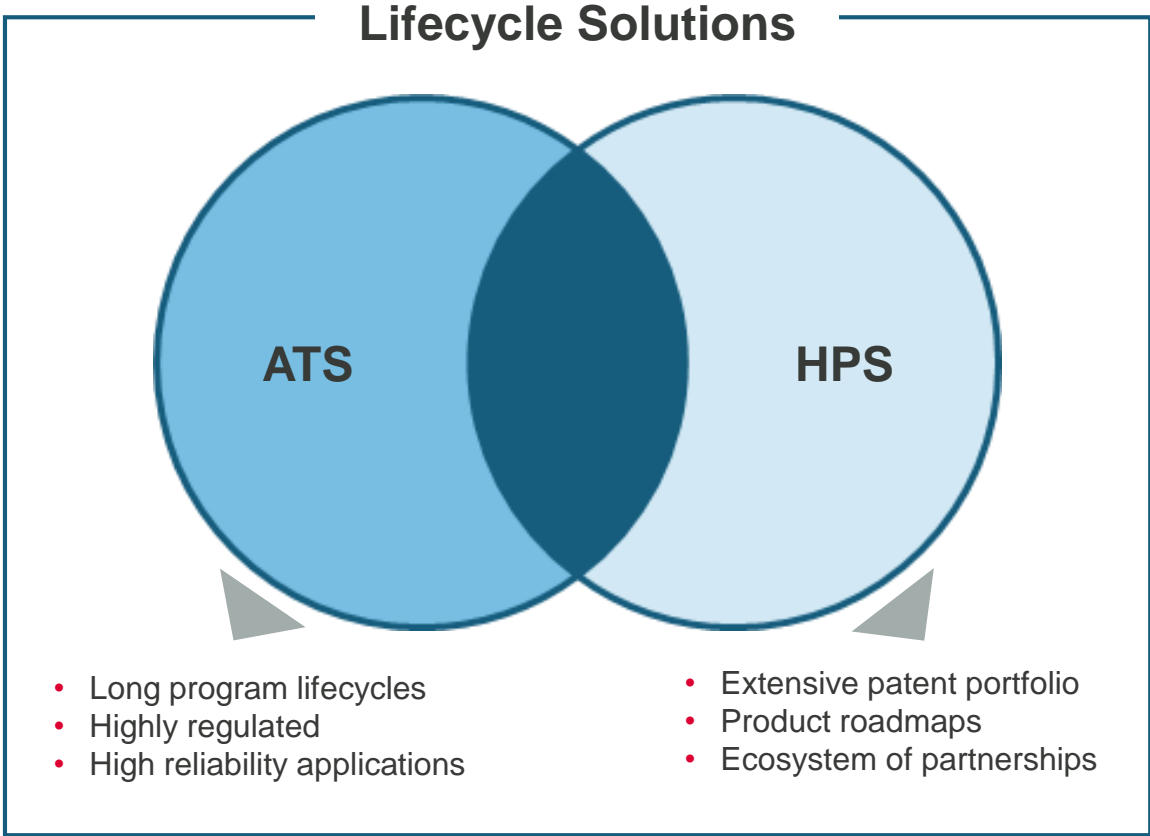 Lifecycle Solutions
ATS
HPS
• Long program lifecycles
• Highly regulated
• High reliability applications
• Extensive patent portfolio
• Product roadmaps
• Ecosystem of partnerships